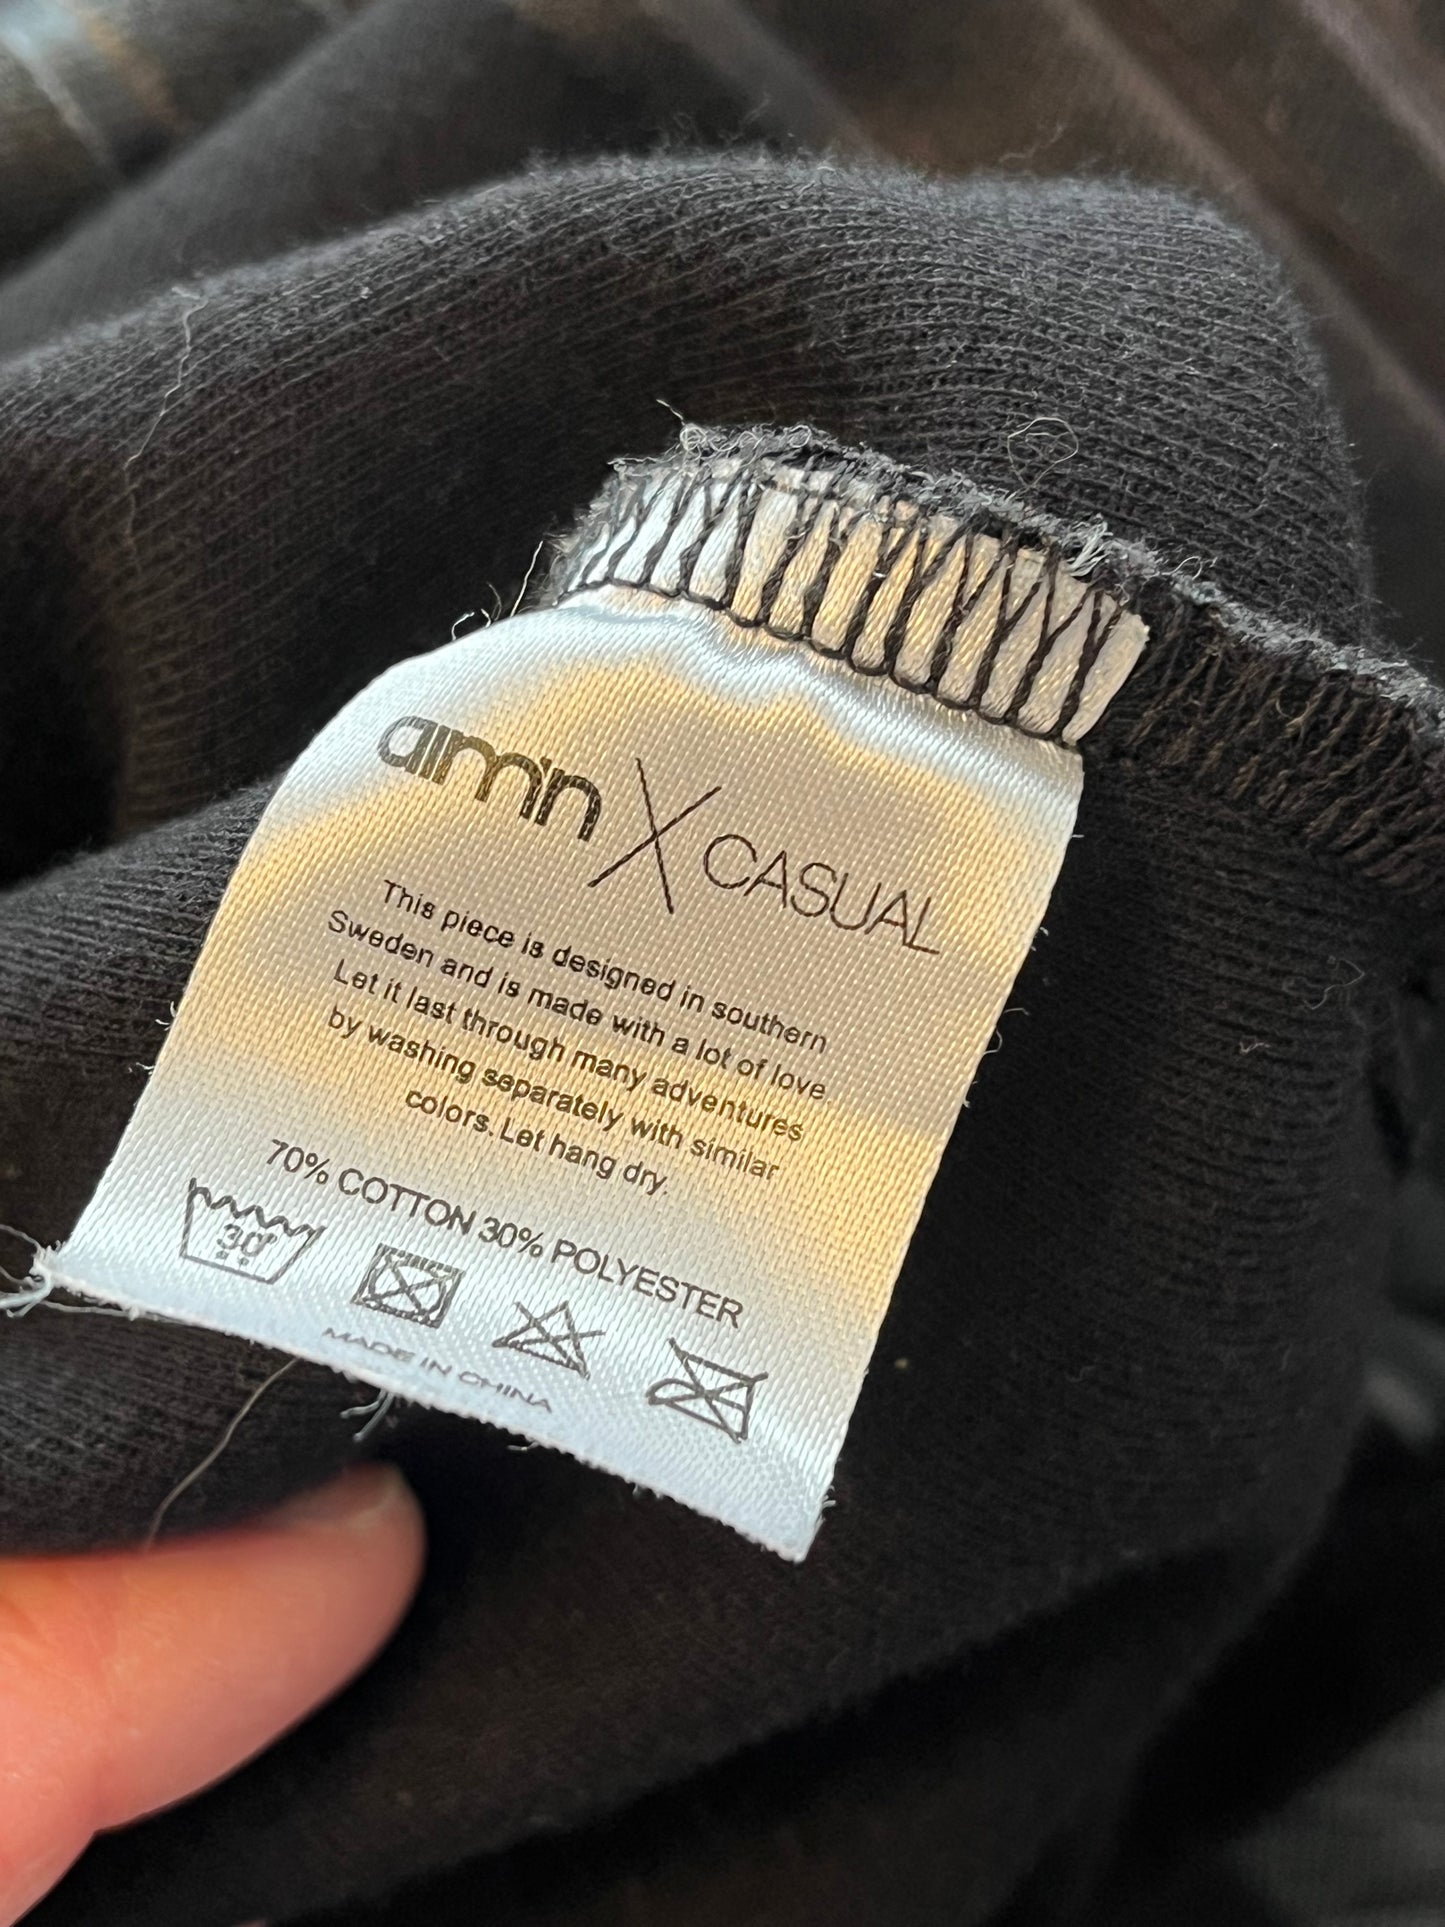 aim'n X CASUAL
This piece is designed in southern
Sweden and is made with a lot of love.
Let it last through many adventures
by washing separately with similar
colors. Let hang dry.
70% COTTON 30% POLYESTER
30°
MADE IN CHINA